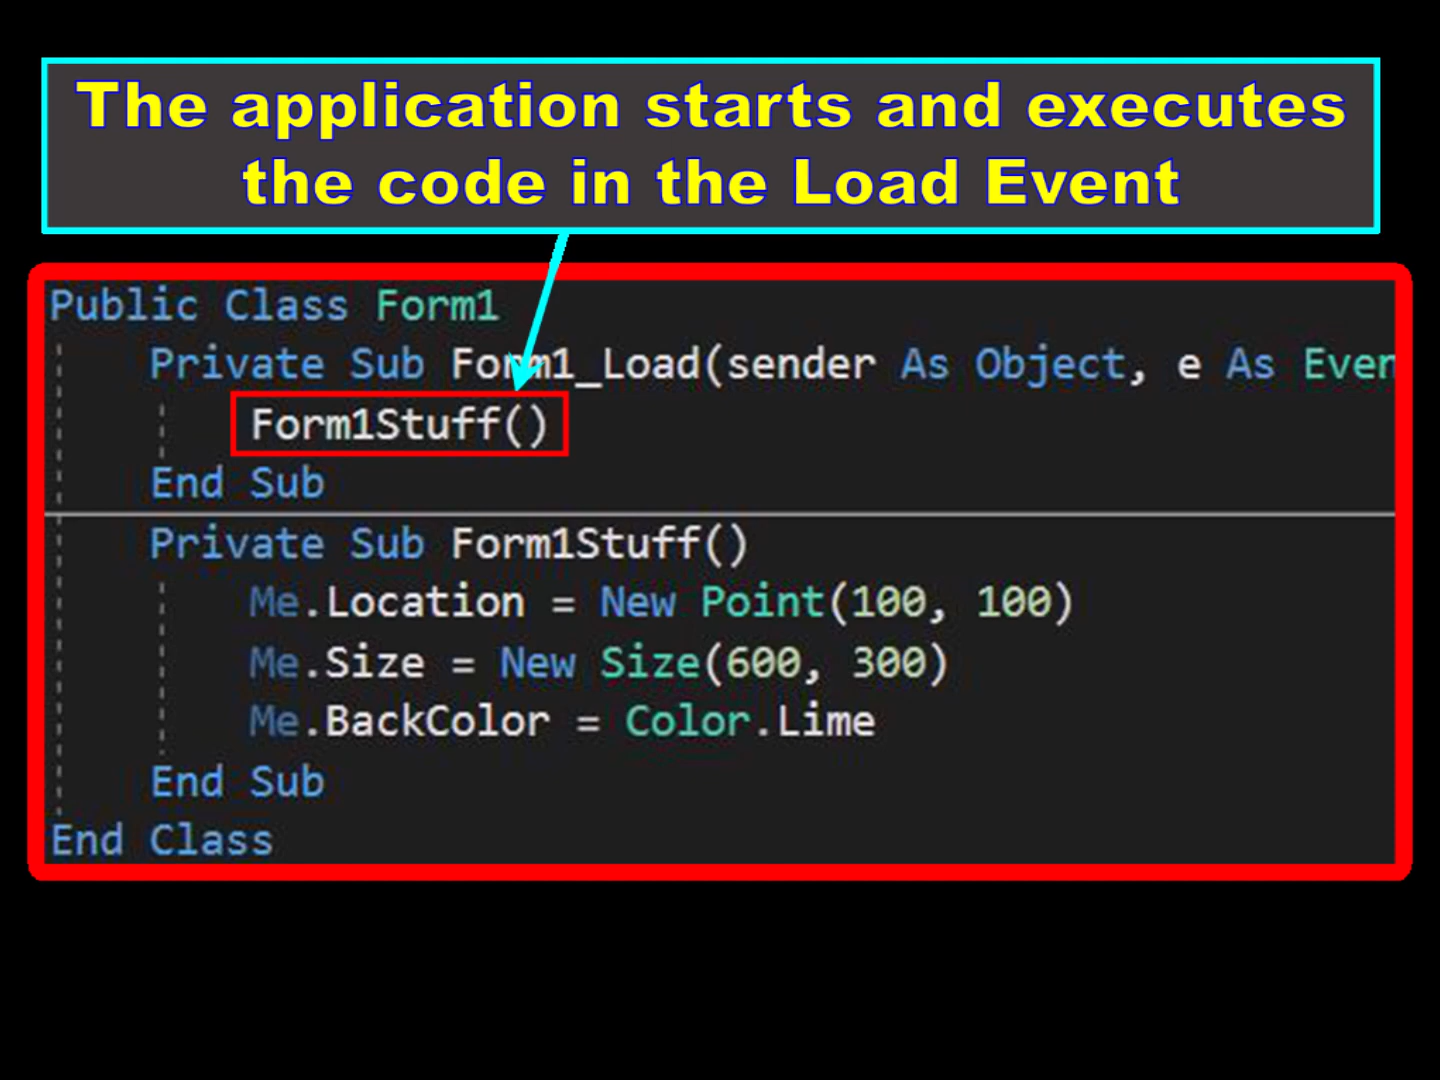 The application starts and executes
the code in the Load Event
Public Class Form1
Private Sub Form1_Load(sender As Object, e As Even
Form1Stuff()
End Sub
Private Sub Form1Stuff()
Me.Location = New Point(100, 100)
Me.Size = New Size(600, 300)
Me.BackColor = Color.Lime
End Sub
End Class